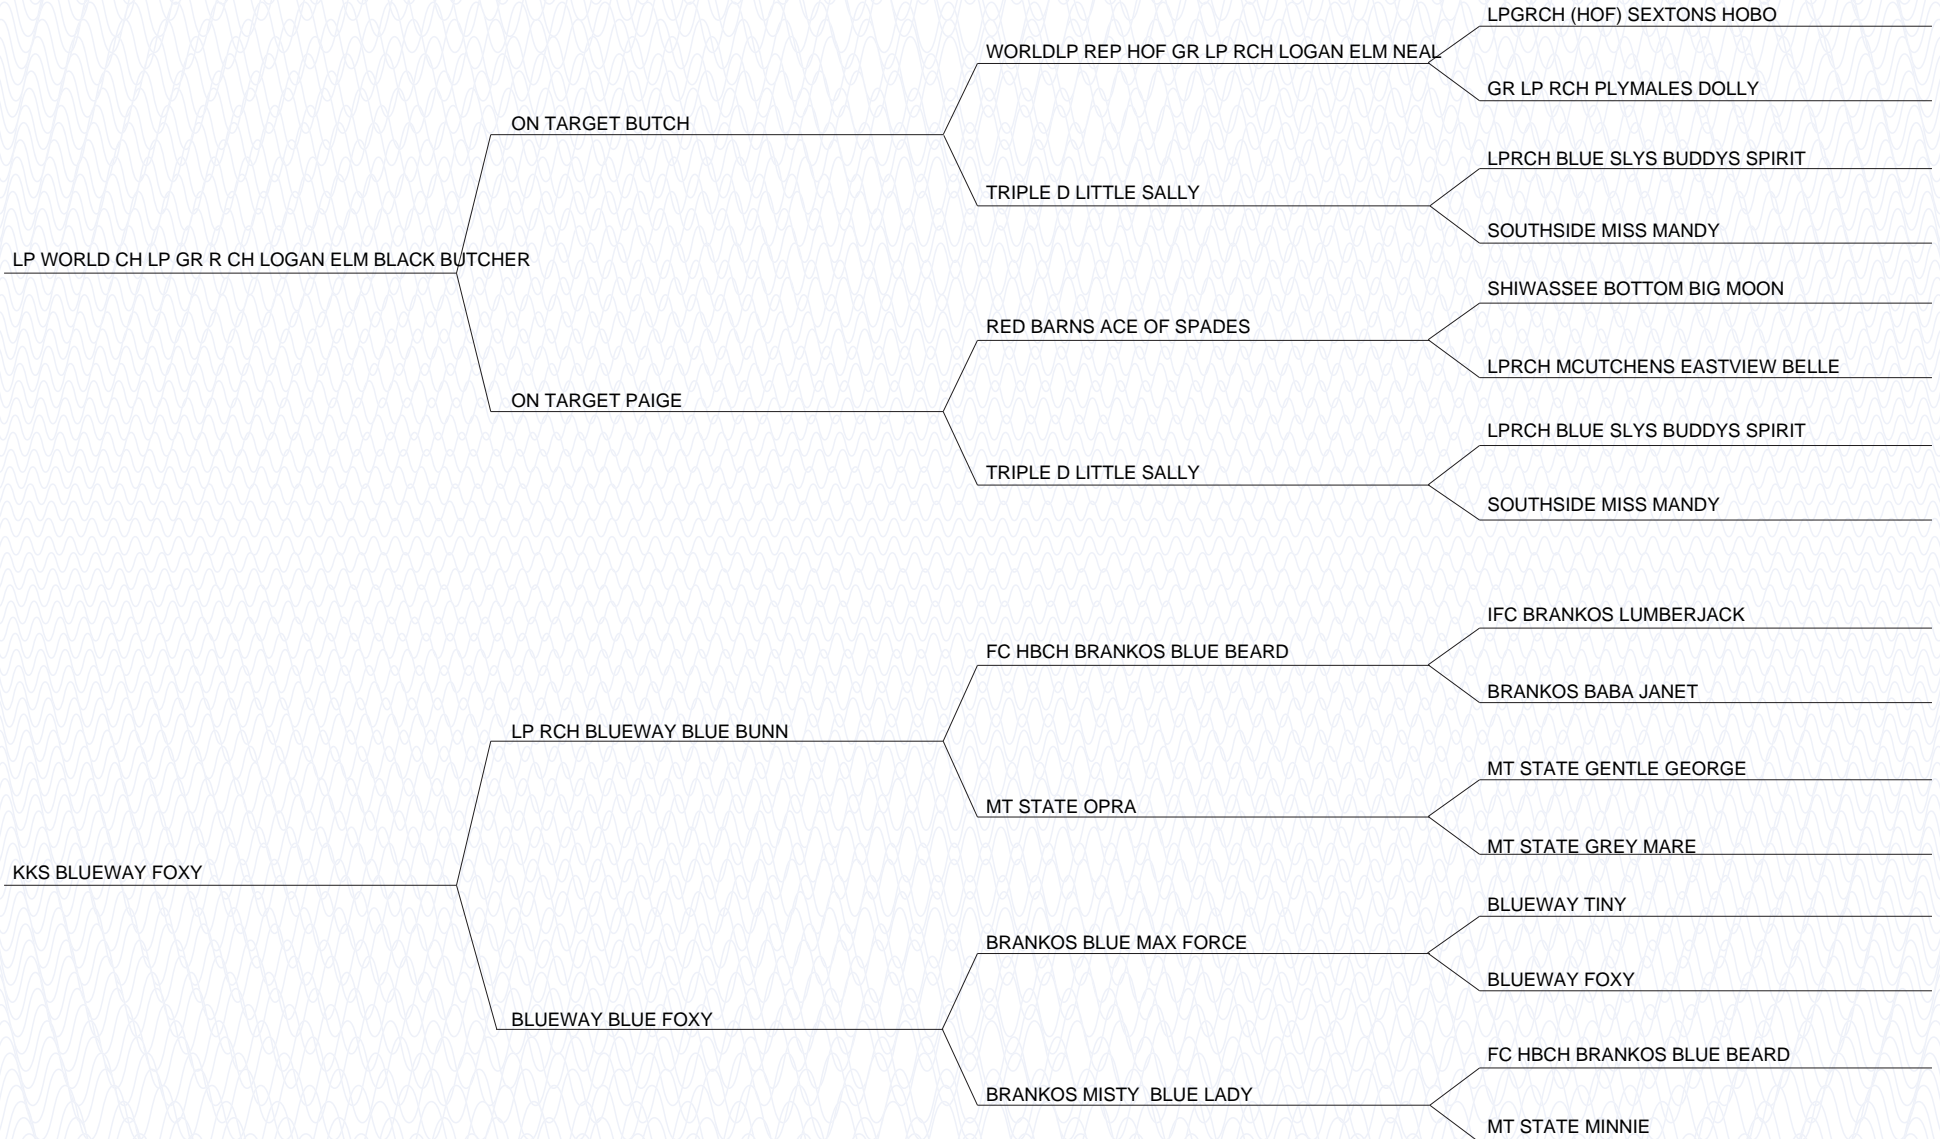 LPGRCH (HOF) SEXTONS HOBO
WORLDLP REP HOF GR LP RCH LOGAN ELM NEAL
GR LP RCH PLYMALES DOLLY
ON TARGET BUTCH
LPRCH BLUE SLYS BUDDYS SPIRIT
TRIPLE D LITTLE SALLY
SOUTHSIDE MISS MANDY
LP WORLD CH LP GR R CH LOGAN ELM BLACK BUTCHER
SHIWASSEE BOTTOM BIG MOON
RED BARNS ACE OF SPADES
LPRCH MCUTCHENS EASTVIEW BELLE
ON TARGET PAIGE
LPRCH BLUE SLYS BUDDYS SPIRIT
TRIPLE D LITTLE SALLY
SOUTHSIDE MISS MANDY
IFC BRANKOS LUMBERJACK
FC HBCH BRANKOS BLUE BEARD
BRANKOS BABA JANET
LP RCH BLUEWAY BLUE BUNN
MT STATE GENTLE GEORGE
MT STATE OPRA
MT STATE GREY MARE
KKS BLUEWAY FOXY
BLUEWAY TINY
BRANKOS BLUE MAX FORCE
BLUEWAY FOXY
BLUEWAY BLUE FOXY
FC HBCH BRANKOS BLUE BEARD
BRANKOS MISTY  BLUE LADY
MT STATE MINNIE